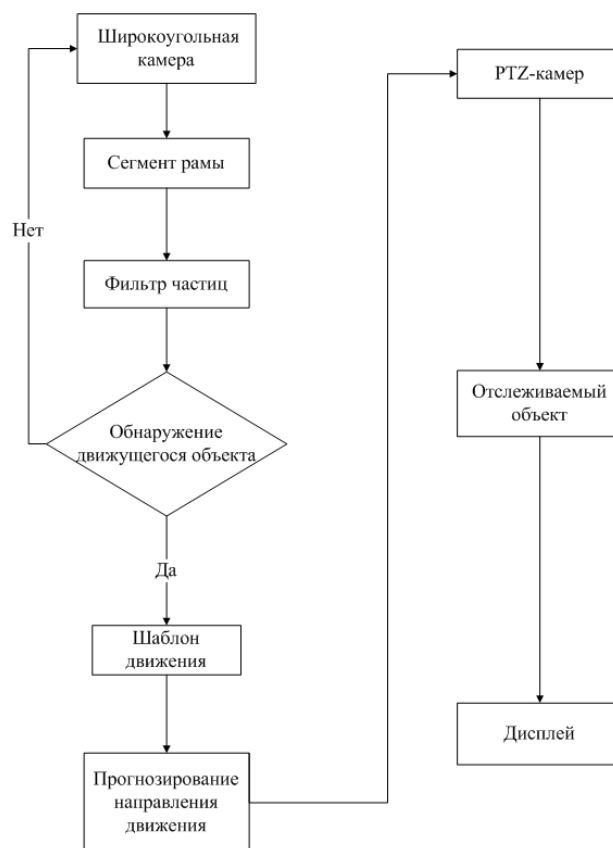 Широкоугольная
камера
Сегмент рамы
Нет
Фильтр частиц
Обнаружение
движущегося объекта
Да
Шаблон
движения
Прогнозирование
направления
движения
PTZ-камер
Отслеживаемый
объект
Дисплей